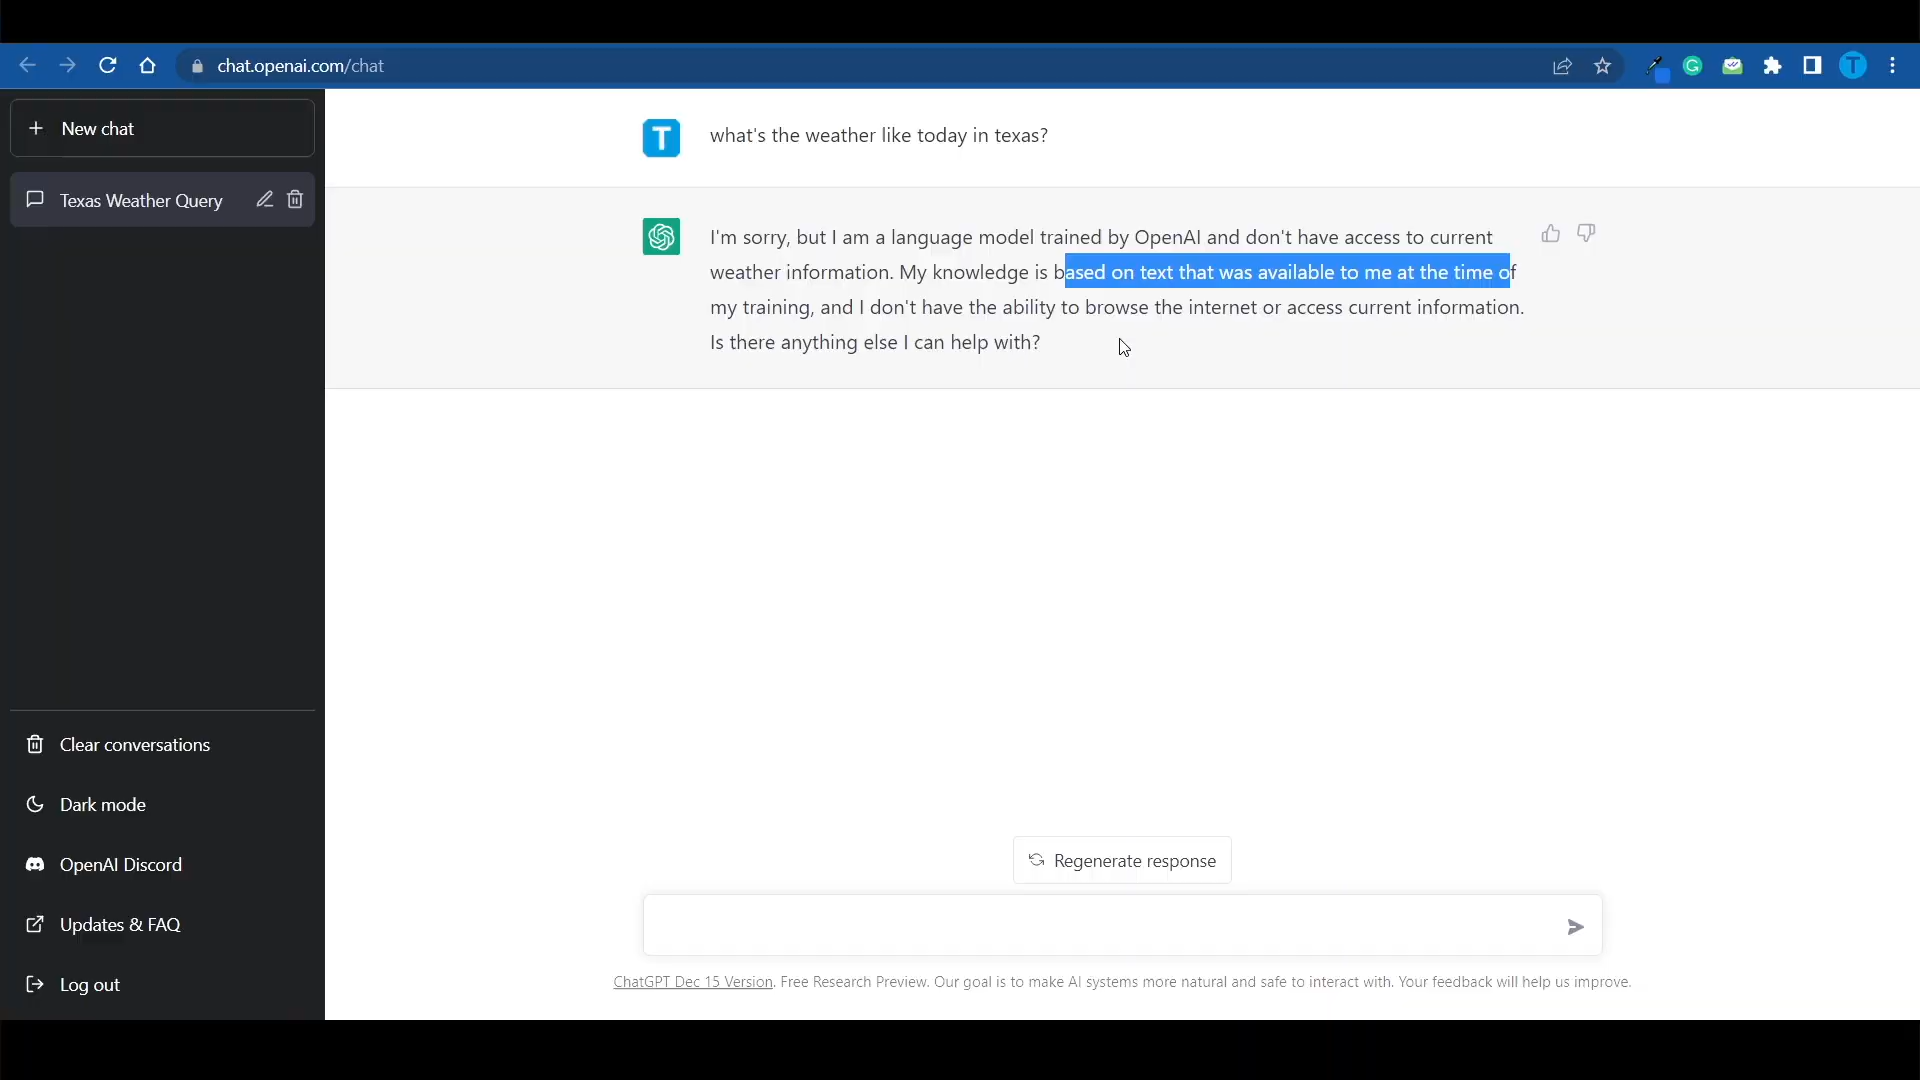 chat.openai.com/chat
T
New chat
Texas Weather Query
T
what's the weather like today in texas?
I'm sorry, but I am a language model trained by OpenAI and don't have access to current
weather information. My knowledge is based on text that was available to me at the time of
my training, and I don't have the ability to browse the internet or access current information.
Is there anything else I can help with?
Clear conversations
Dark mode
OpenAI Discord
Updates & FAQ
Log out
Regenerate response
ChatGPT Dec 15 Version. Free Research Preview. Our goal is to make AI systems more natural and safe to interact with. Your feedback will help us improve.